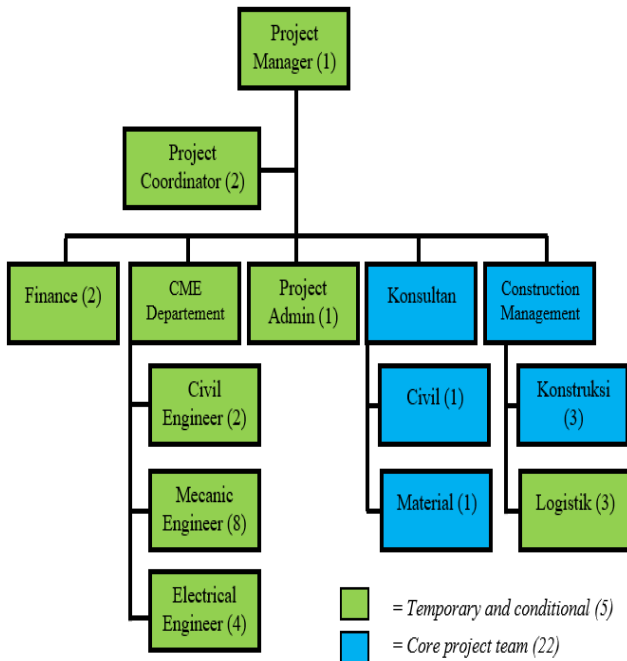 Project
Manager (1)
Project
Coordinator (2)
Finance (2)
CME
Departement
Project
Admin (1)
Konsultan
Construction
Management
Civil
Engineer (2)
Civil (1)
Konstruksi
(3)
Mecanic
Engineer (8)
Material (1)
Logistik (3)
Electrical
Engineer (4)
= Temporary and conditional (5)
= Core project team (22)